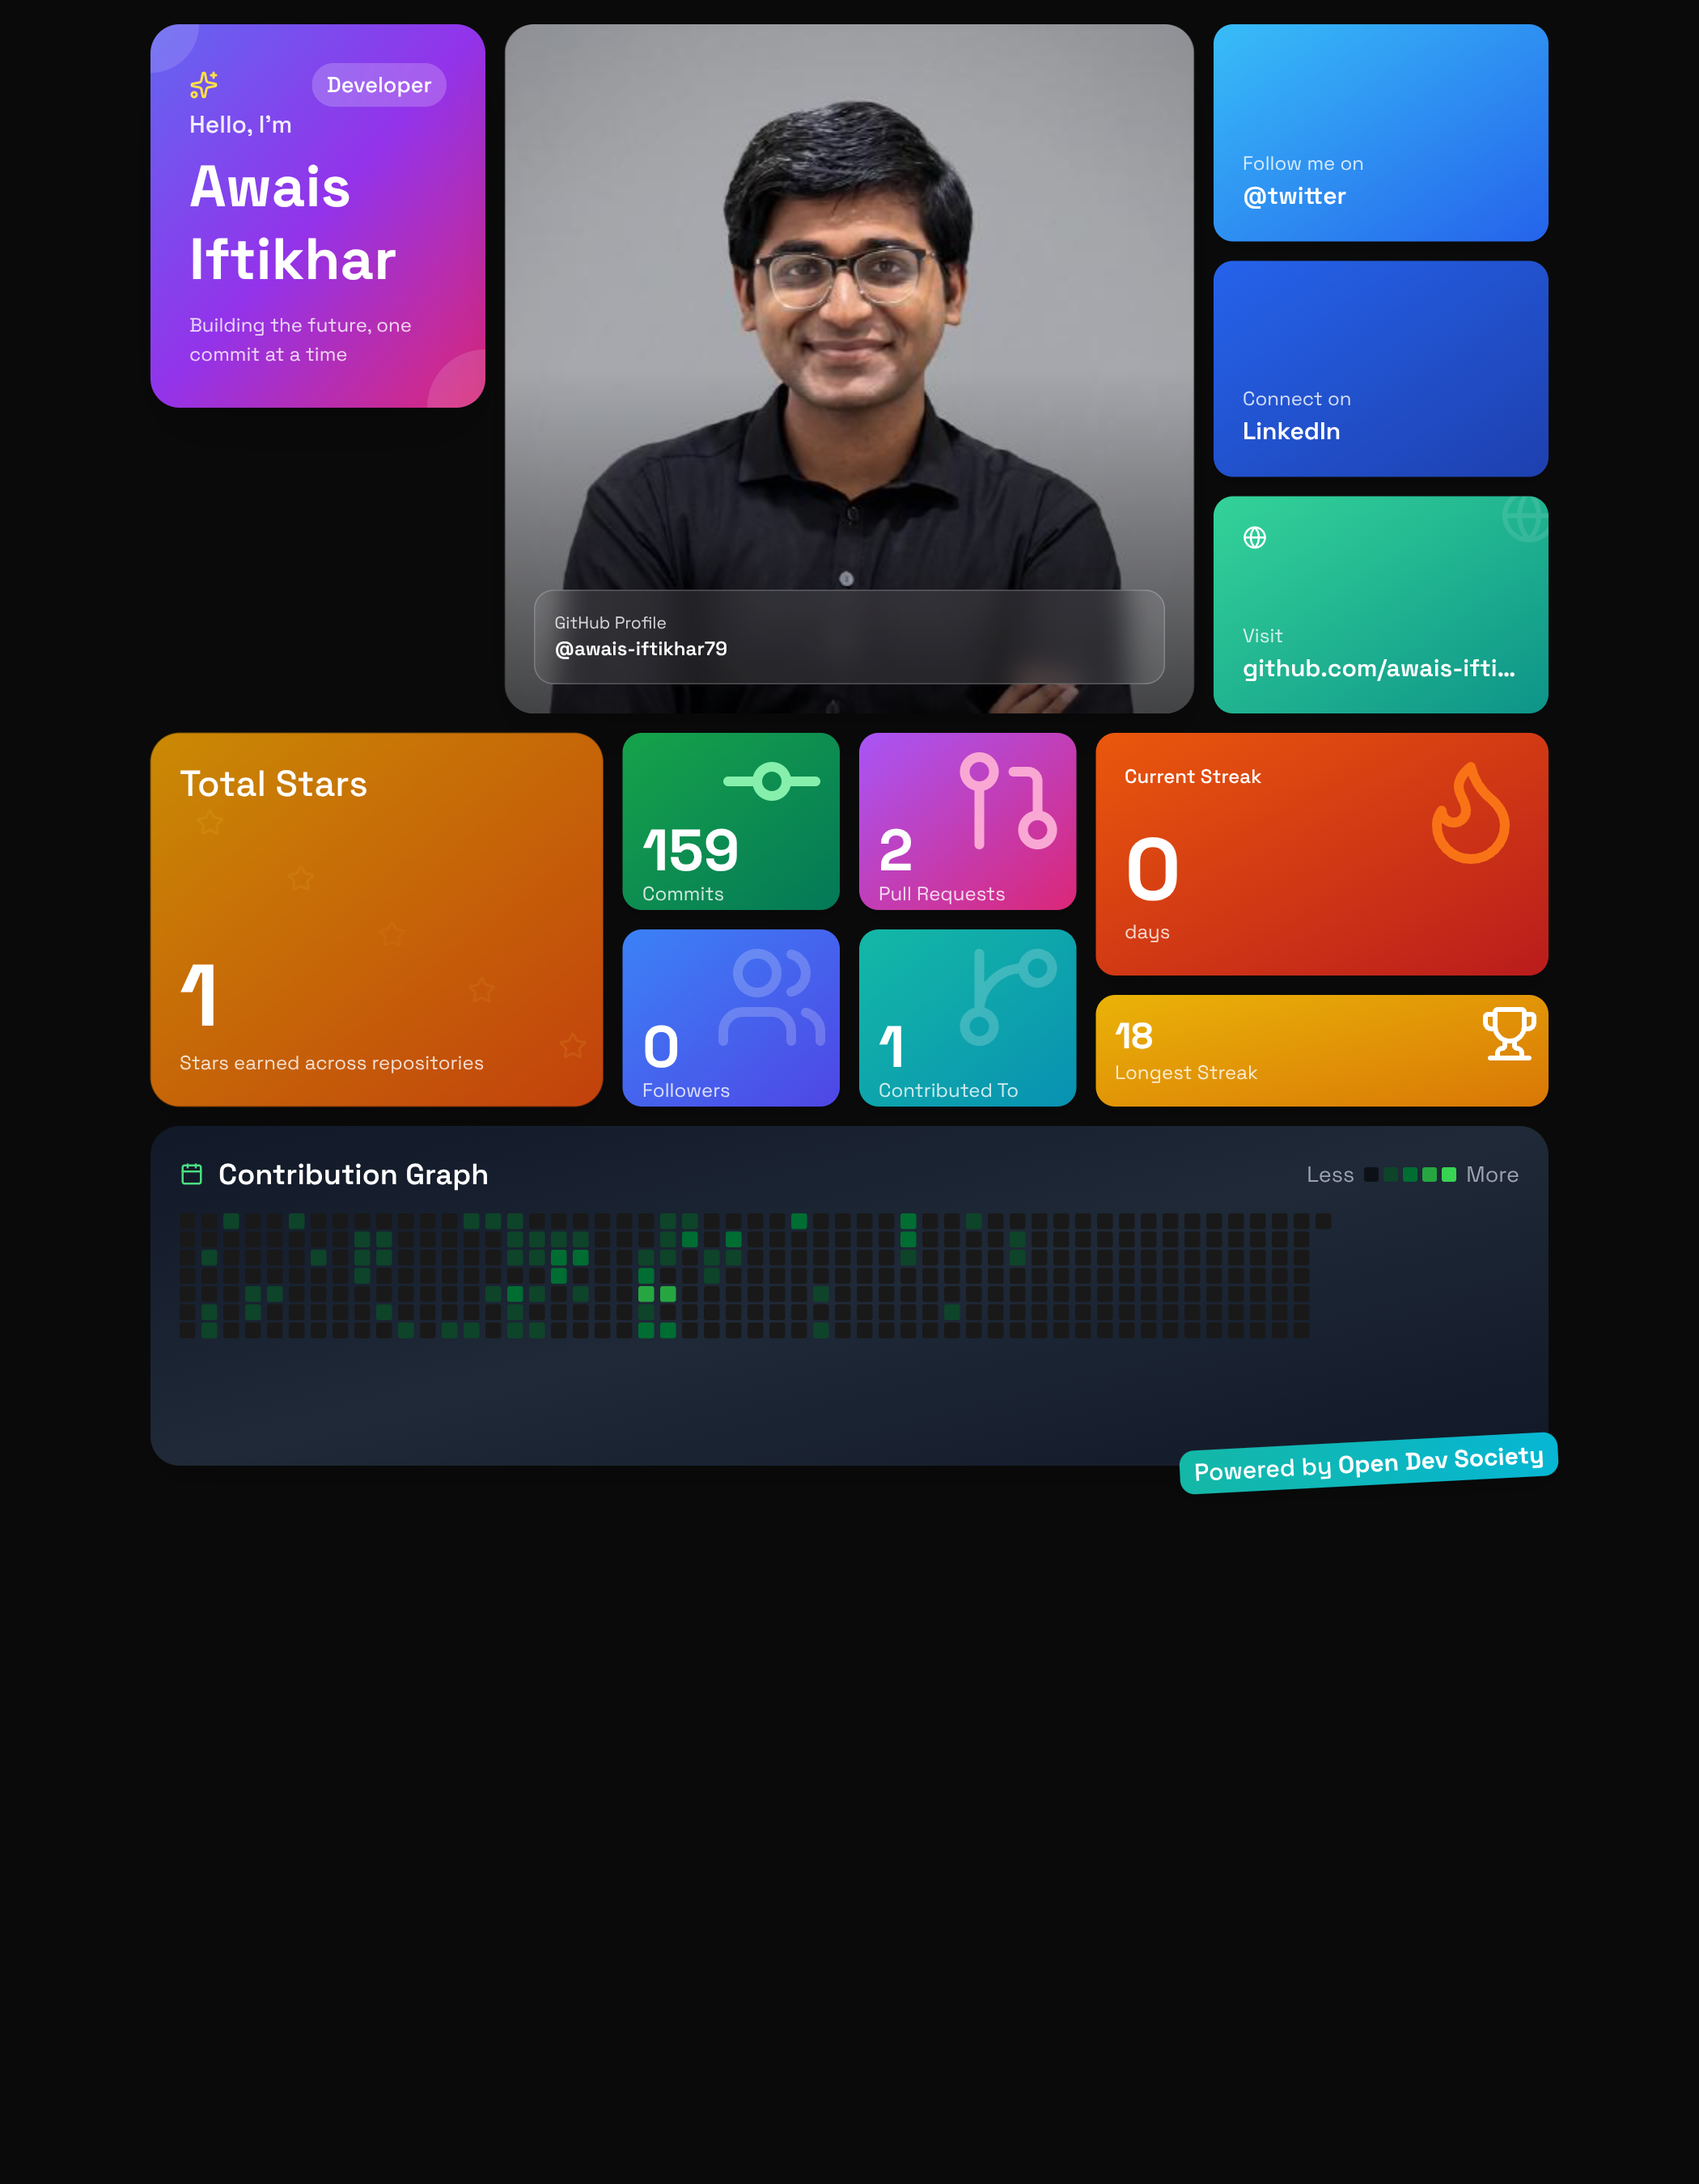 Developer
Hello, I'm
Awais
Iftikhar
Building the future, one
commit at a time
GitHub Profile
@awais-iftikhar79
Follow me on
@twitter
Connect on
LinkedIn
Visit
github.com/awais-ifti...
Total Stars
1
Stars earned across repositories
159
Commits
2
Pull Requests
0
Followers
1
Contributed To
Current Streak
0
days
18
Longest Streak
Contribution Graph
Less
More
Powered by Open Dev Society